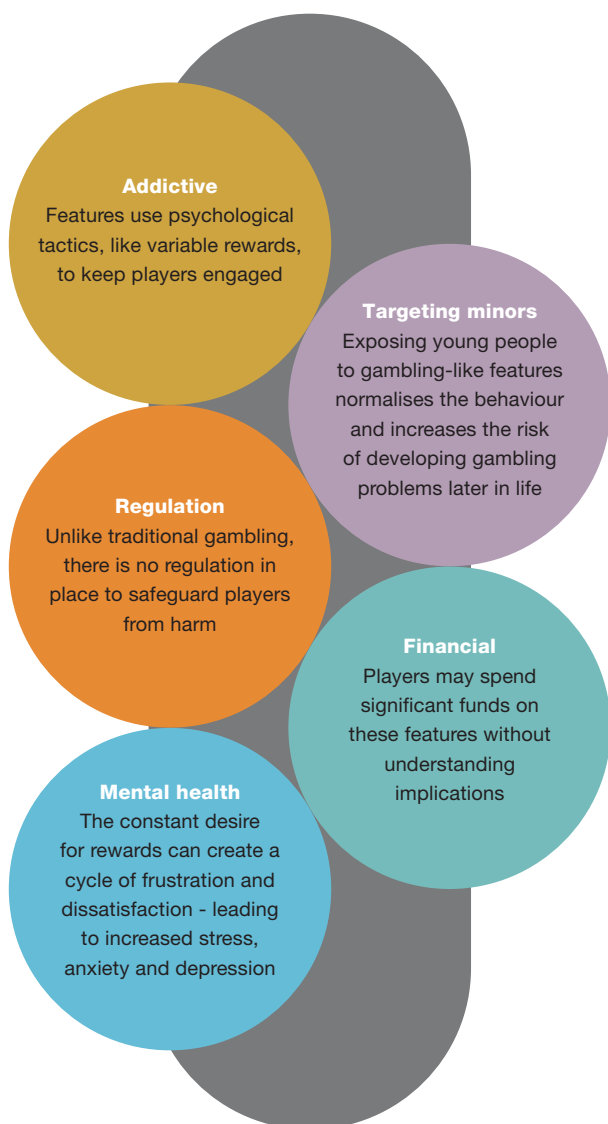 Addictive
Features use psychological
tactics, like variable rewards,
to keep players engaged
Targeting minors
Exposing young people
to gambling-like features
normalises the behaviour
and increases the risk
of developing gambling
problems later in life
Regulation
Unlike traditional gambling,
there is no regulation in
place to safeguard players
from harm
Financial
Players may spend
significant funds on
these features without
understanding
implications
Mental health
The constant desire
for rewards can create a
cycle of frustration and
dissatisfaction - leading
to increased stress,
anxiety and depression